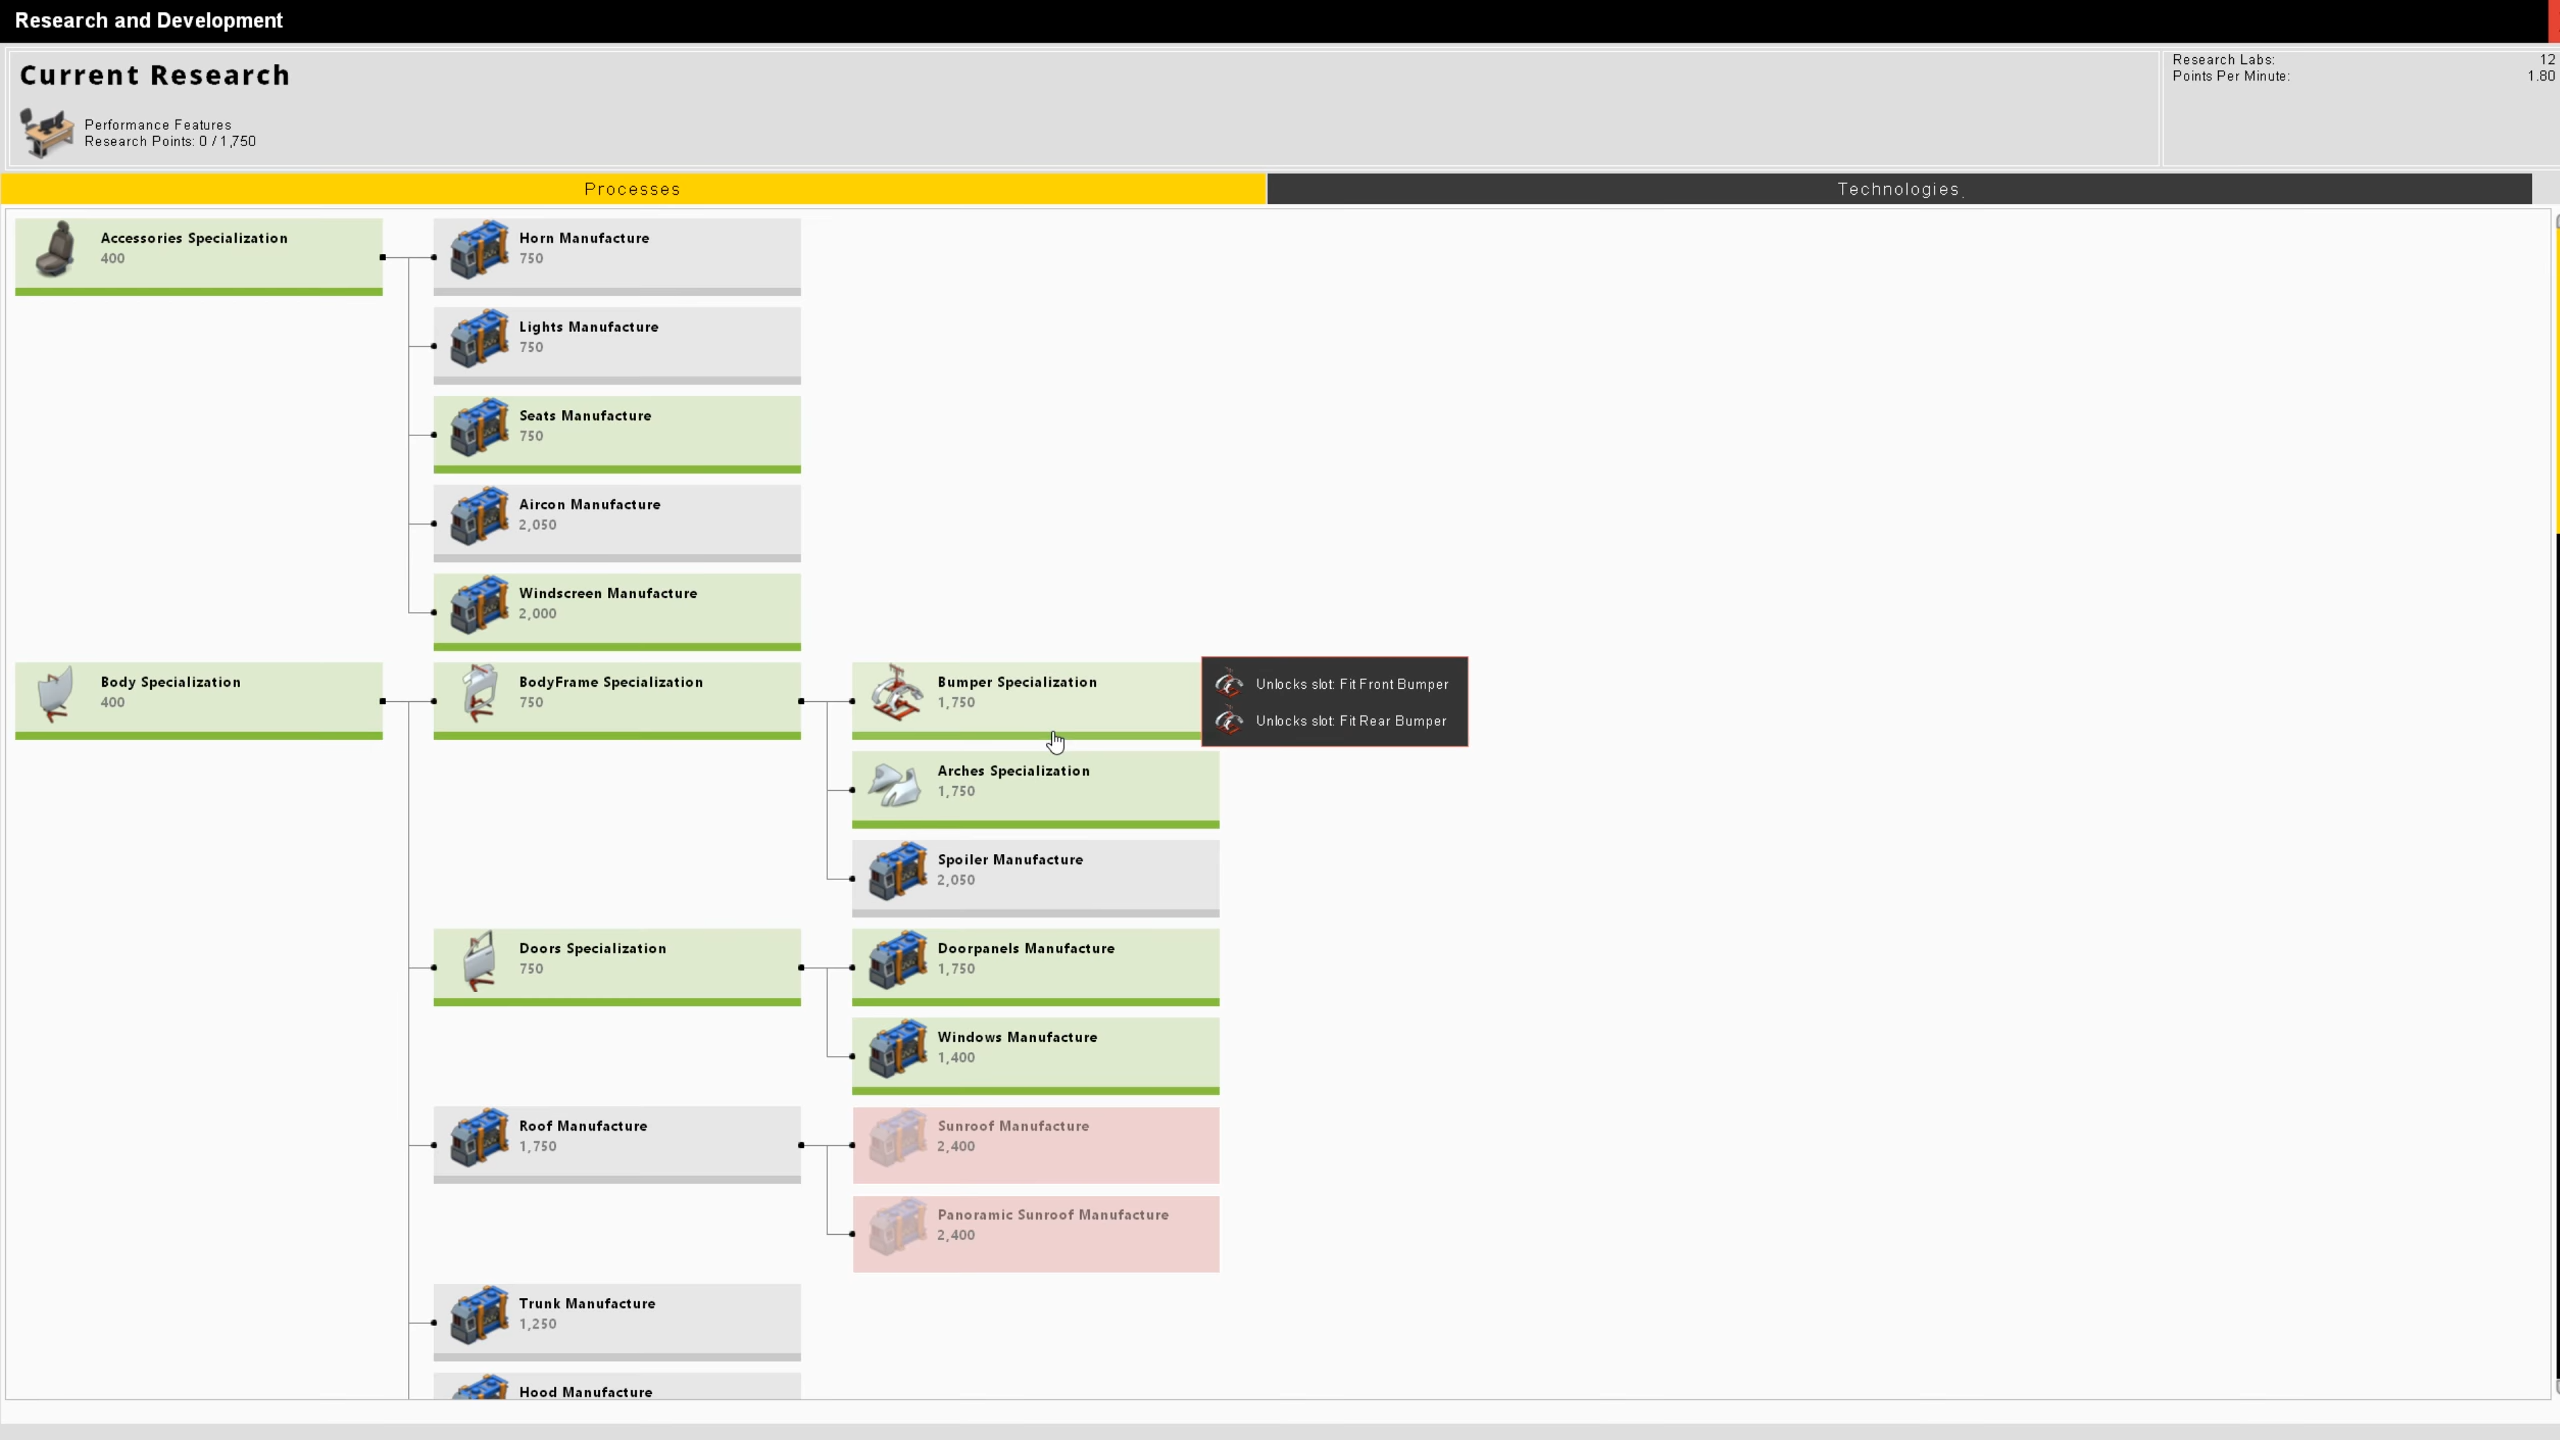 Research and Development
Current Research
Performance Features
Research Points: 0 / 1,750
Research Labs: 12
Points Per Minute: 1.80
Processes
Technologies
Accessories Specialization
400
Horn Manufacture
750
Lights Manufacture
750
Seats Manufacture
750
Aircon Manufacture
2,050
Windscreen Manufacture
2,000
Body Specialization
400
BodyFrame Specialization
750
Bumper Specialization
1,750
Unlocks slot: Fit Front Bumper
Unlocks slot: Fit Rear Bumper
Arches Specialization
1,750
Spoiler Manufacture
2,050
Doors Specialization
750
Doorpanels Manufacture
1,750
Windows Manufacture
1,400
Roof Manufacture
1,750
Sunroof Manufacture
2,400
Panoramic Sunroof Manufacture
2,400
Trunk Manufacture
1,250
Hood Manufacture